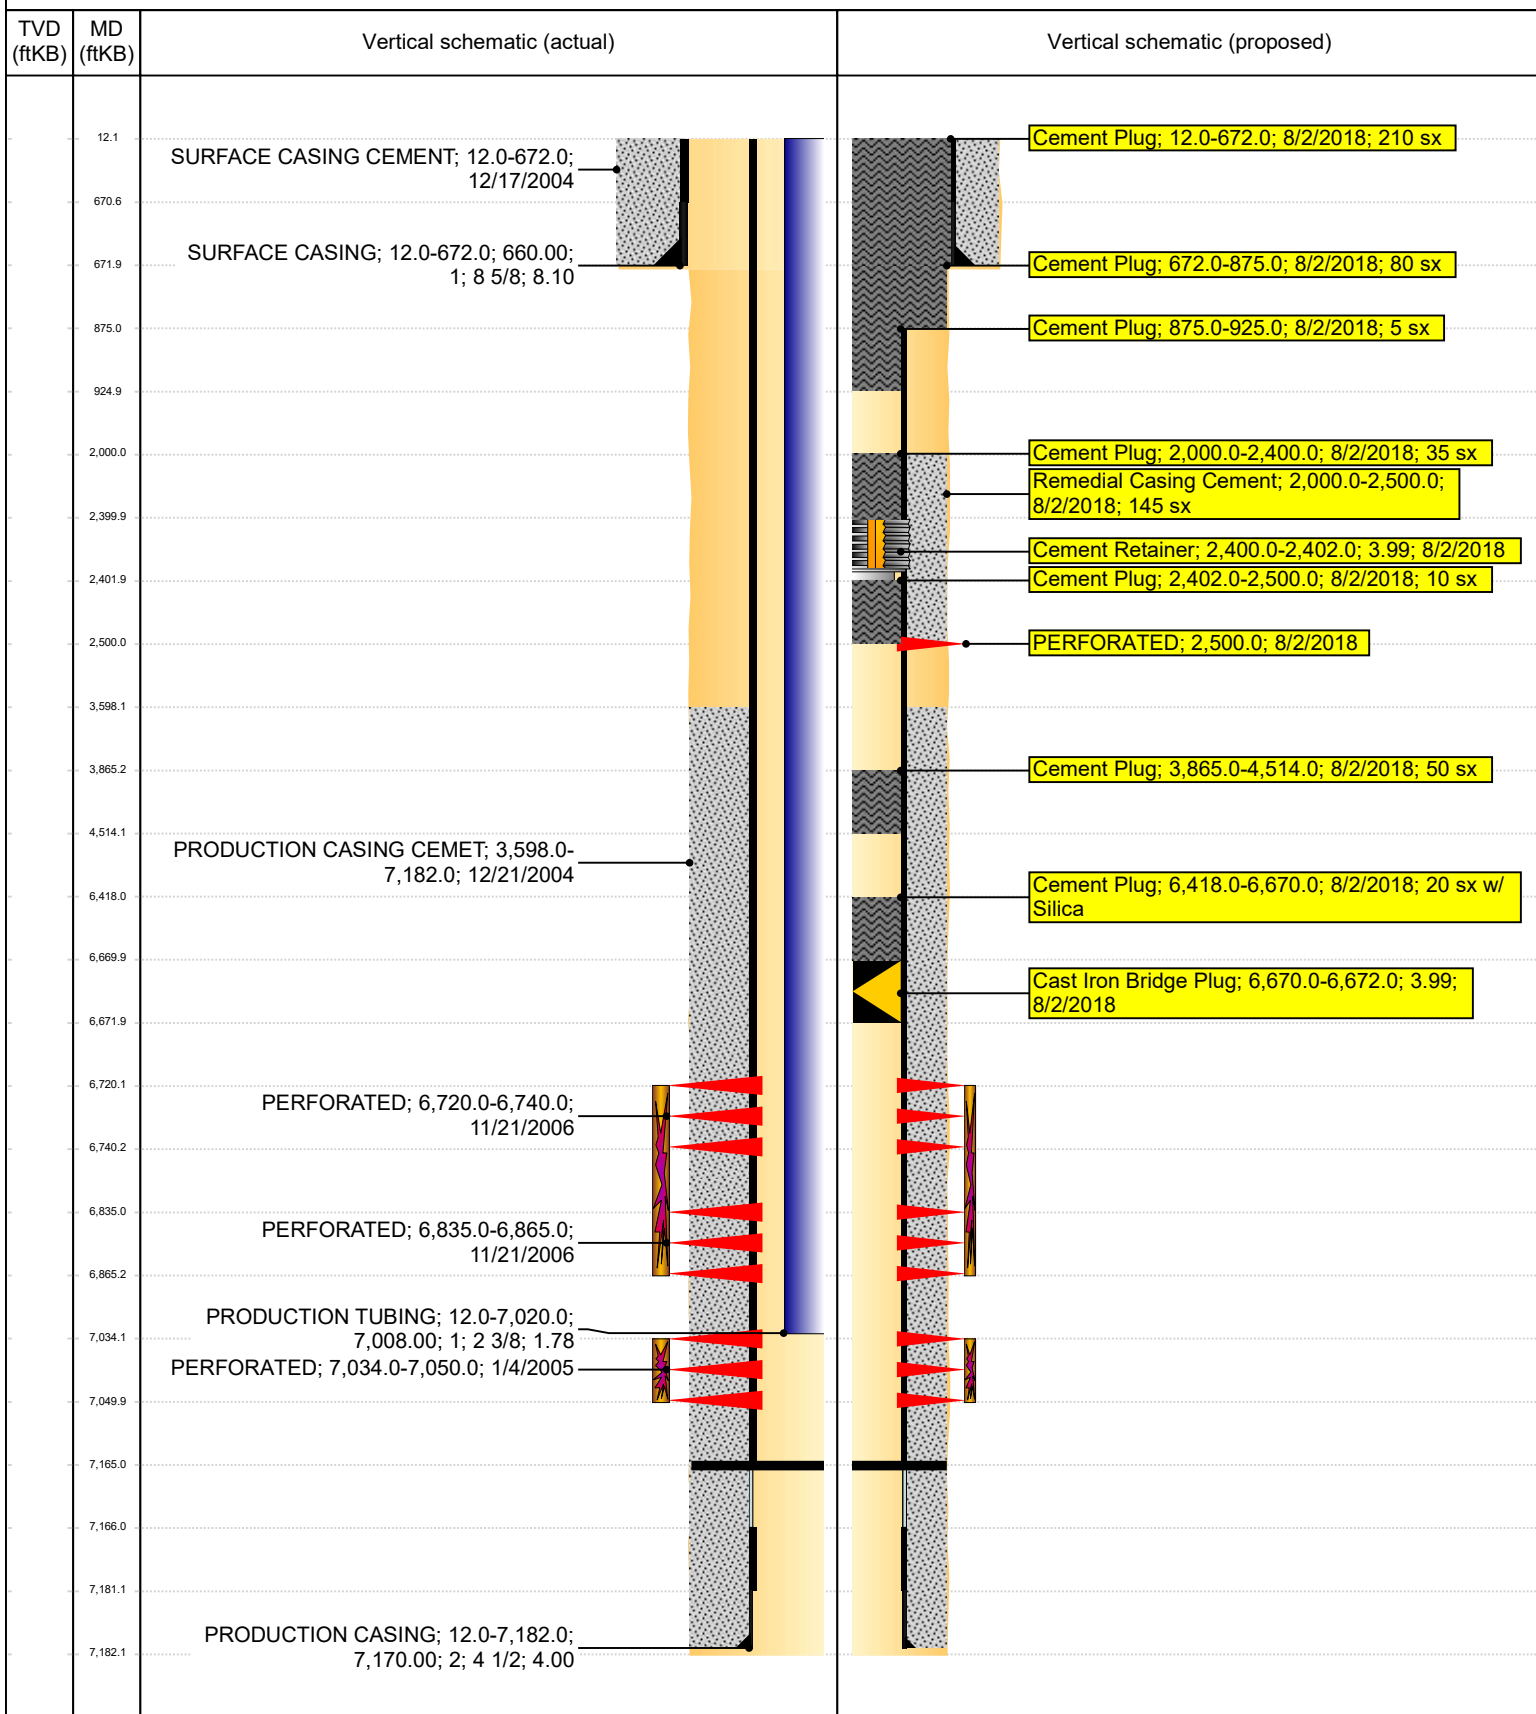 TVD
(ftKB)
MD
(ftKB)
Vertical schematic (actual)
Vertical schematic (proposed)
12.1
670.6
671.9
875.0
924.9
2,000.0
2,399.9
2,401.9
2,500.0
3,598.1
3,865.2
4,514.1
6,418.0
6,669.9
6,671.9
6,720.1
6,740.2
6,835.0
6,865.2
7,034.1
7,049.9
7,165.0
7,166.0
7,181.1
7,182.1
SURFACE CASING CEMENT; 12.0-672.0;
12/17/2004
SURFACE CASING; 12.0-672.0; 660.00;
1; 8 5/8; 8.10
PRODUCTION CASING CEMET; 3,598.0-
7,182.0; 12/21/2004
PERFORATED; 6,720.0-6,740.0;
11/21/2006
PERFORATED; 6,835.0-6,865.0;
11/21/2006
PRODUCTION TUBING; 12.0-7,020.0;
7,008.00; 1; 2 3/8; 1.78
PERFORATED; 7,034.0-7,050.0; 1/4/2005
PRODUCTION CASING; 12.0-7,182.0;
7,170.00; 2; 4 1/2; 4.00
Cement Plug; 12.0-672.0; 8/2/2018; 210 sx
Cement Plug; 672.0-875.0; 8/2/2018; 80 sx
Cement Plug; 875.0-925.0; 8/2/2018; 5 sx
Cement Plug; 2,000.0-2,400.0; 8/2/2018; 35 sx
Remedial Casing Cement; 2,000.0-2,500.0;
8/2/2018; 145 sx
Cement Retainer; 2,400.0-2,402.0; 3.99; 8/2/2018
Cement Plug; 2,402.0-2,500.0; 8/2/2018; 10 sx
PERFORATED; 2,500.0; 8/2/2018
Cement Plug; 3,865.0-4,514.0; 8/2/2018; 50 sx
Cement Plug; 6,418.0-6,670.0; 8/2/2018; 20 sx w/
Silica
Cast Iron Bridge Plug; 6,670.0-6,672.0; 3.99;
8/2/2018